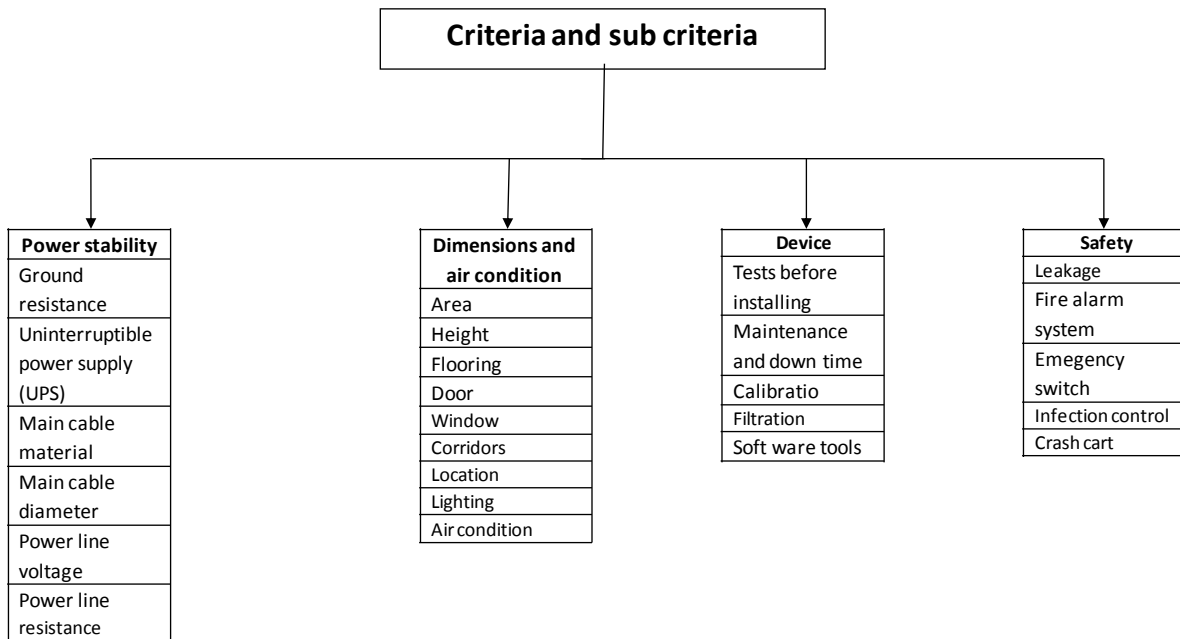 Criteria and sub criteria
Power stability
Ground
resistance
Uninterruptible
power supply
(UPS)
Main cable
material
Main cable
diameter
Power line
voltage
Power line
resistance
Dimensions and
air condition
Area
Height
Flooring
Door
Window
Corridors
Location
Lighting
Air condition
Device
Tests before
installing
Maintenance
and down time
Calibratio
Filtration
Soft ware tools
Safety
Leakage
Fire alarm
system
Emegency
switch
Infection control
Crash cart